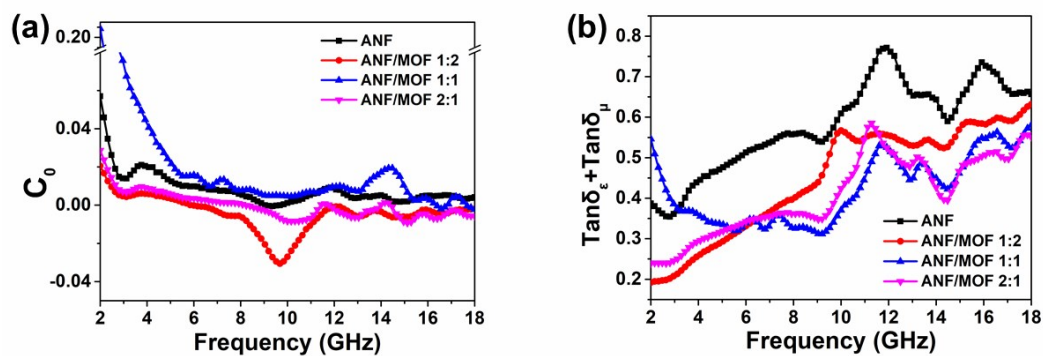 (a)
C₀
0.20
0.04
0.00
-0.04
ANF
ANF/MOF 1:2
ANF/MOF 1:1
ANF/MOF 2:1
2 4 6 8 10 12 14 16 18
Frequency (GHz)
(b)
Tanδε+Tanδμ
0.8
0.7
0.6
0.5
0.4
0.3
0.2
ANF
ANF/MOF 1:2
ANF/MOF 1:1
ANF/MOF 2:1
2 4 6 8 10 12 14 16 18
Frequency (GHz)